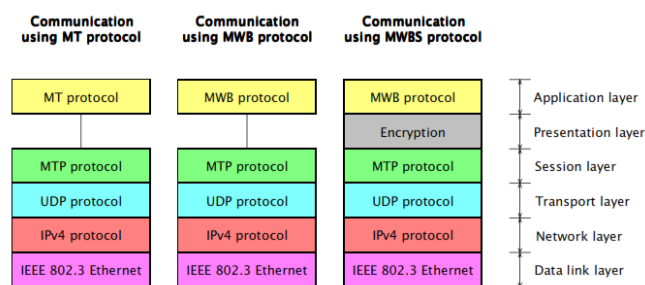 Communication
using MT protocol
Communication
using MWB protocol
Communication
using MWBS protocol
MT protocol
MWB protocol
MWB protocol
Application layer
Encryption
Presentation layer
MTP protocol
MTP protocol
MTP protocol
Session layer
UDP protocol
UDP protocol
UDP protocol
Transport layer
IPv4 protocol
IPv4 protocol
IPv4 protocol
Network layer
IEEE 802.3 Ethernet
IEEE 802.3 Ethernet
IEEE 802.3 Ethernet
Data link layer